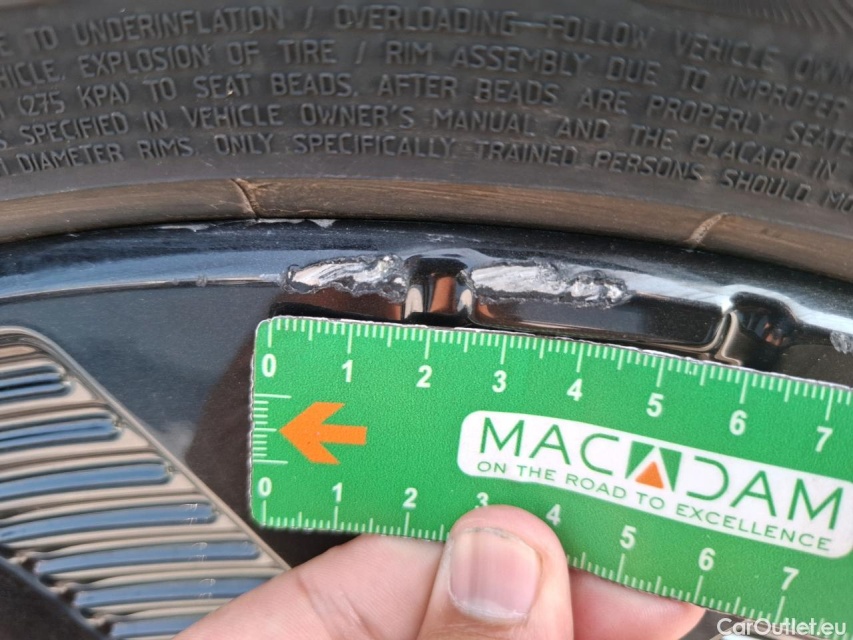 E TO UNDERINFLATION / OVERLOADING—FOLLOW VEHICLE OWN
HICLE. EXPLOSION OF TIRE / RIM ASSEMBLY DUE TO IMPROPER
(275 KPA) TO SEAT BEADS. AFTER BEADS ARE PROPERLY SEATE
S SPECIFIED IN VEHICLE OWNER'S MANUAL AND THE PLACARD IN
DIAMETER RIMS. ONLY SPECIFICALLY TRAINED PERSONS SHOULD MO
0 1 2 3 4 5 6 7
MACADAM
ON THE ROAD TO EXCELLENCE
0 1 2 3 4 5 6 7
CarOutlet.eu